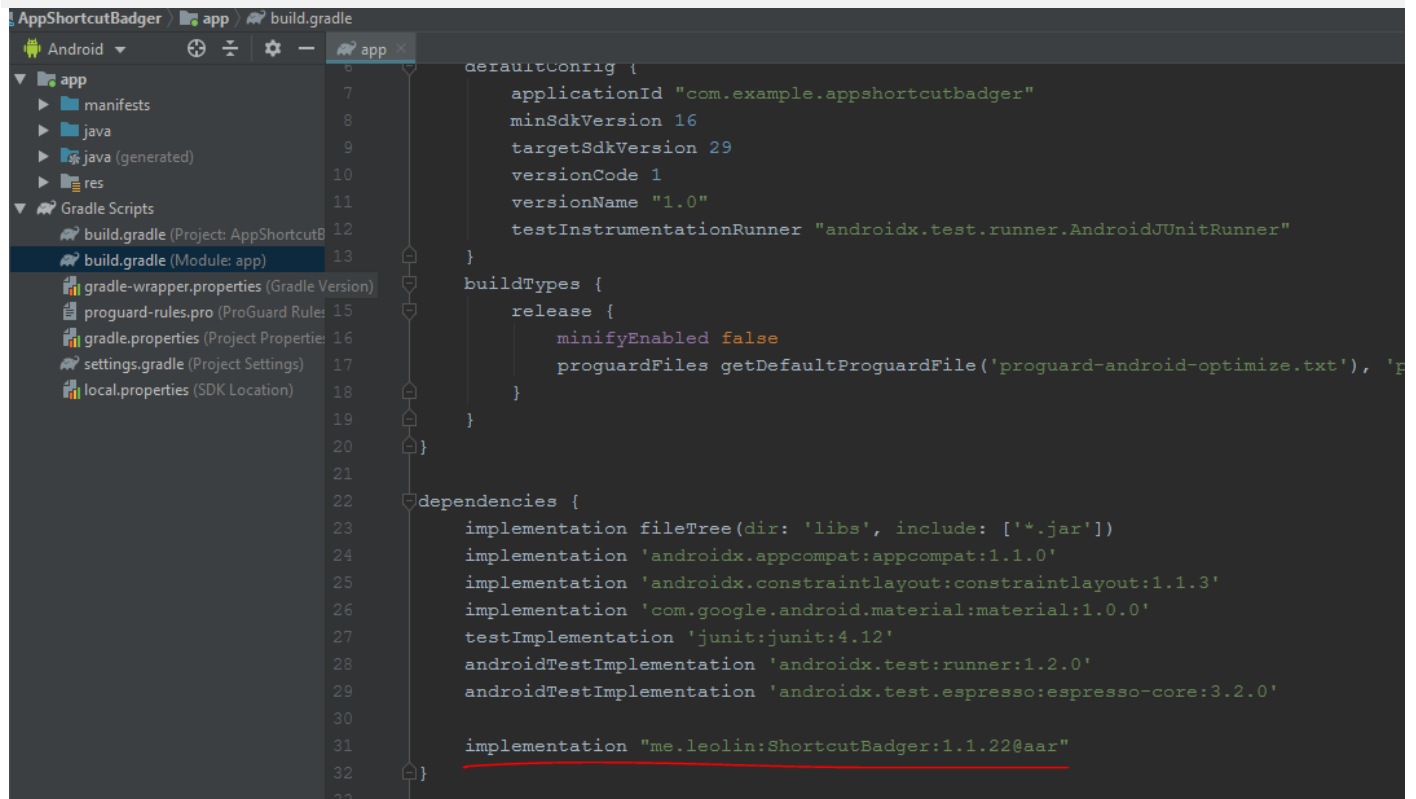 AppShortcutBadger app build.gradle
Android
app
app
manifests
java
java (generated)
res
Gradle Scripts
build.gradle (Project: AppShortcutB
build.gradle (Module: app)
gradle-wrapper.properties (Gradle Version)
proguard-rules.pro (ProGuard Rules
gradle.properties (Project Propertie
settings.gradle (Project Settings)
local.properties (SDK Location)
6 defaultConfig {
7 applicationId "com.example.appshortcutbadger"
8 minSdkVersion 16
9 targetSdkVersion 29
10 versionCode 1
11 versionName "1.0"
12 testInstrumentationRunner "androidx.test.runner.AndroidJUnitRunner"
13 }
buildTypes {
15 release {
16 minifyEnabled false
17 proguardFiles getDefaultProguardFile('proguard-android-optimize.txt'), 'p
18 }
19 }
20 }
21
22 dependencies {
23 implementation fileTree(dir: 'libs', include: ['*.jar'])
24 implementation 'androidx.appcompat:appcompat:1.1.0'
25 implementation 'androidx.constraintlayout:constraintlayout:1.1.3'
26 implementation 'com.google.android.material:material:1.0.0'
27 testImplementation 'junit:junit:4.12'
28 androidTestImplementation 'androidx.test:runner:1.2.0'
29 androidTestImplementation 'androidx.test.espresso:espresso-core:3.2.0'
30
31 implementation "me.leolin:ShortcutBadger:1.1.22@aar"
32 }
33